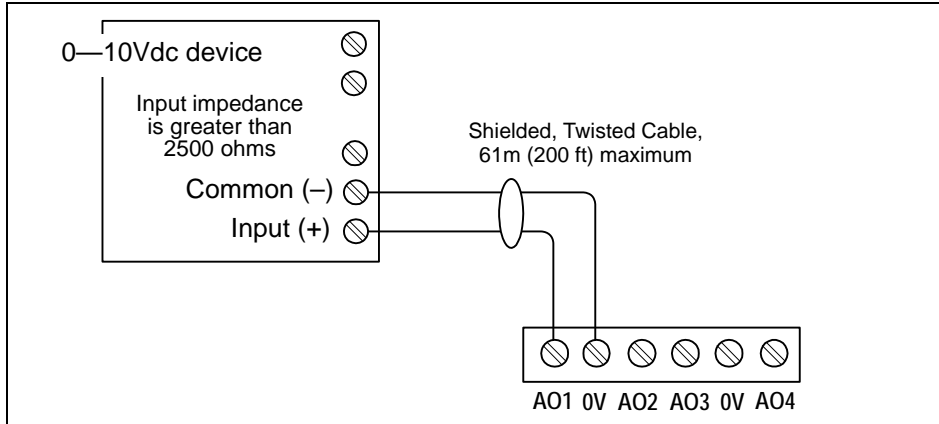 0—10Vdc device
Input impedance
is greater than
2500 ohms
Common (–)
Input (+)
Shielded, Twisted Cable,
61m (200 ft) maximum
AO1 0V AO2 AO3 0V AO4